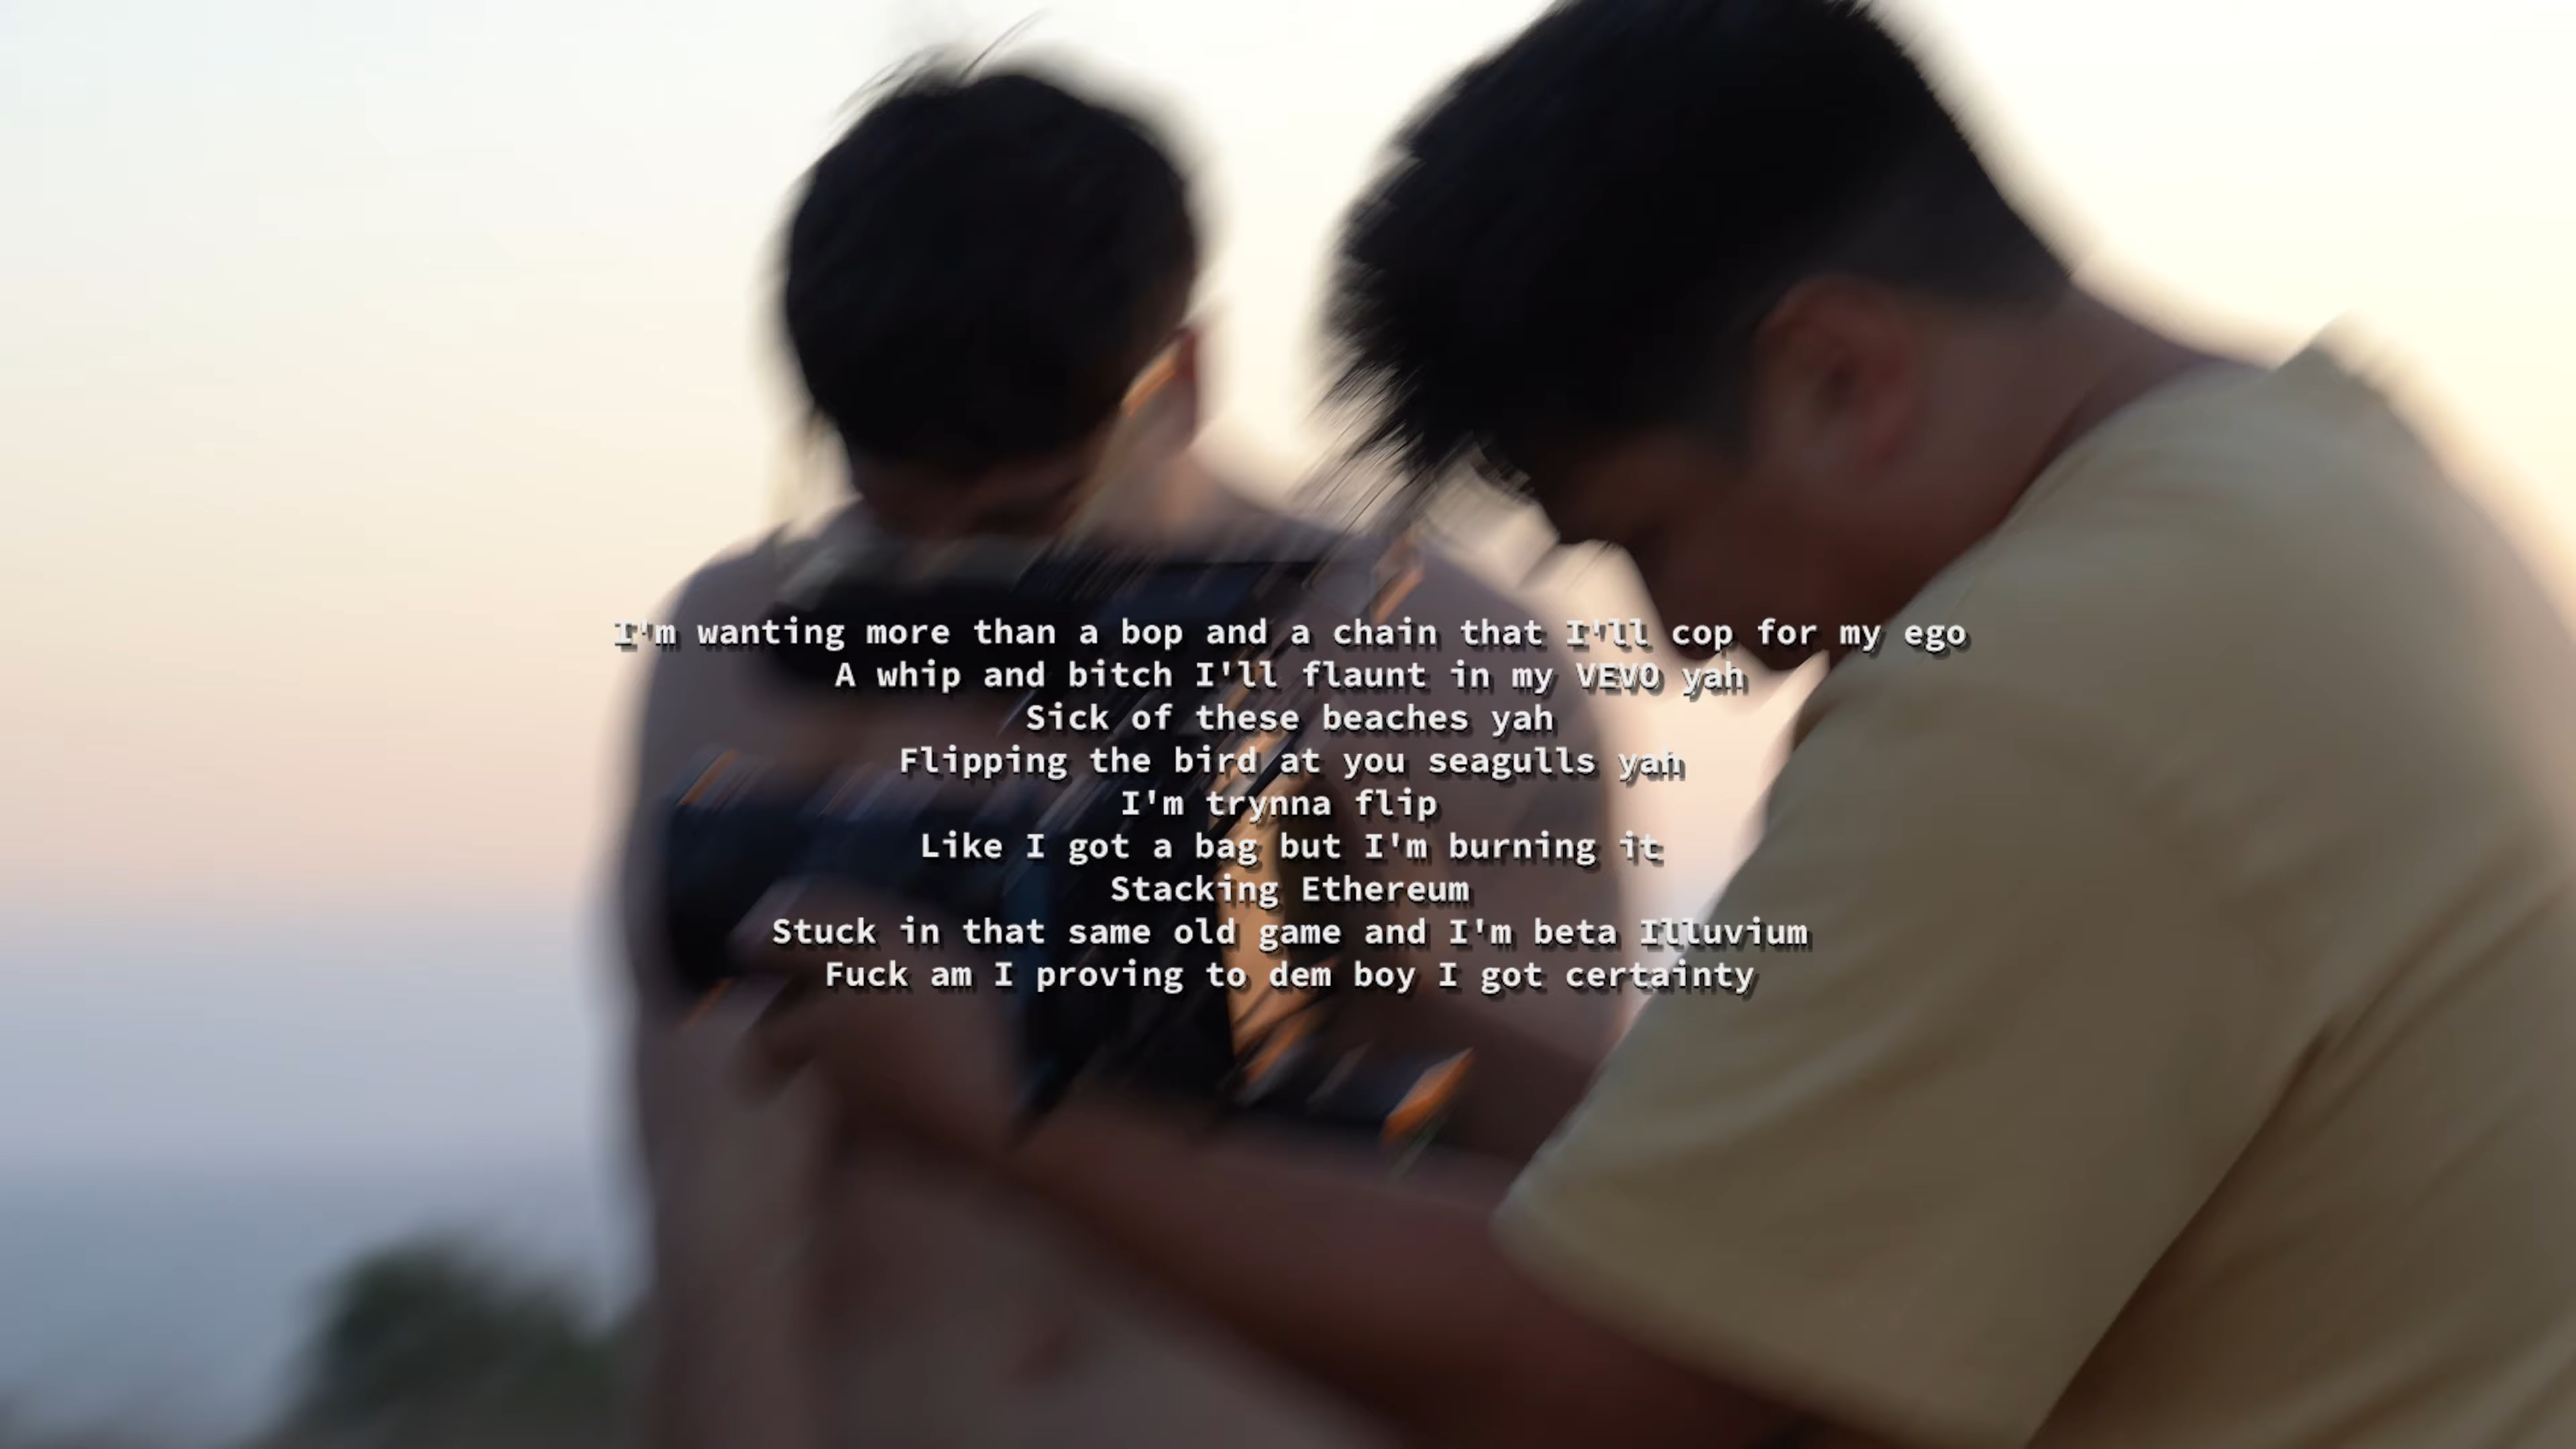 I'm wanting more than a bop and a chain that I'll cop for my ego
A whip and bitch I'll flaunt in my VEVO yah
Sick of these beaches yah
Flipping the bird at you seagulls yah
I'm trynna flip
Like I got a bag but I'm burning it
Stacking Ethereum
Stuck in that same old game and I'm beta Illuvium
Fuck am I proving to dem boy I got certainty